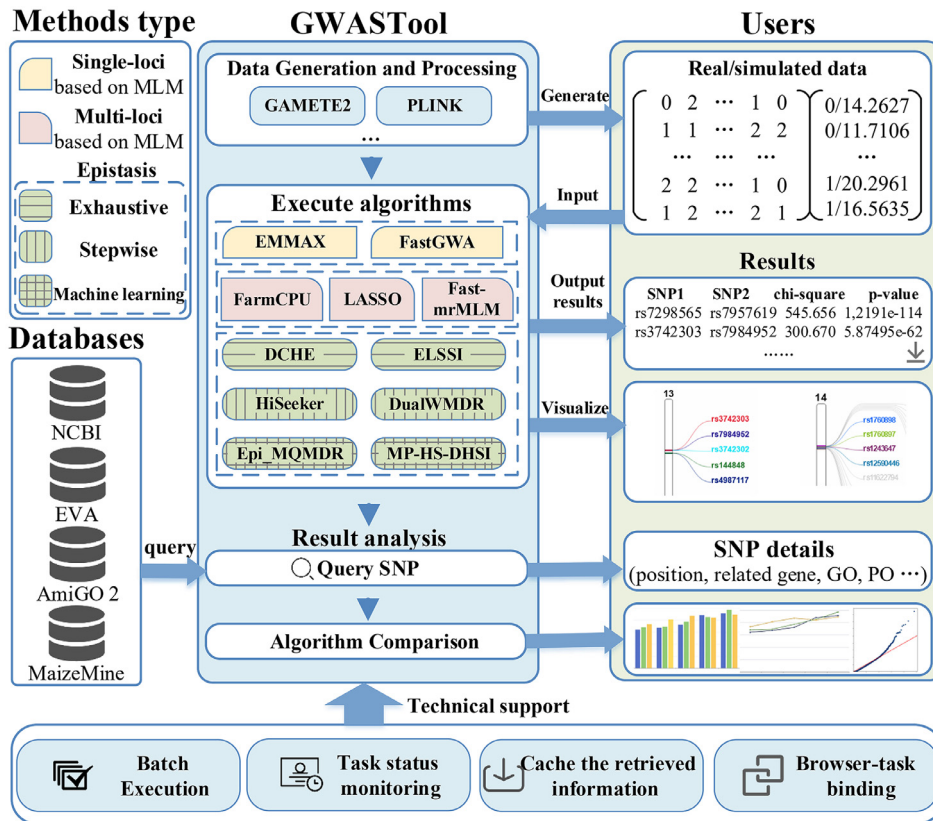 Methods type
Single-loci
based on MLM
Multi-loci
based on MLM
Epistasis
Exhaustive
Stepwise
Machine learning
Databases
NCBI
EVA
AmiGO 2
MaizeMine
query
GWASTool
Data Generation and Processing
GAMETE2 PLINK
...
Execute algorithms
EMMAX FastGWA
FarmCPU LASSO Fast-
mrMLM
DCHE ELSSI
HiSeeker DualWMDR
Epi_MQMDR MP-HS-DHSI
Result analysis
Query SNP
Algorithm Comparison
Generate
Input
Output
results
Visualize
Users
Real/simulated data
0 2 ··· 1 0 0/14.2627
1 1 ··· 2 2 0/11.7106
··· ··· ··· ··· ···
2 2 ··· 1 0 1/20.2961
1 2 ··· 2 1 1/16.5635
Results
SNP1 SNP2 chi-square p-value
rs7298565 rs7957619 545.656 1,2191e-114
rs3742303 rs7984952 300.670 5.87495e-62
······
13
rs3742303
rs7984952
rs3742302
rs144848
rs4987117
14
rs1760898
rs1760897
rs1243647
rs12590446
rs11622794
SNP details
(position, related gene, GO, PO ···)
Technical support
Batch
Execution
Task status
monitoring
Cache the retrieved
information
Browser-task
binding